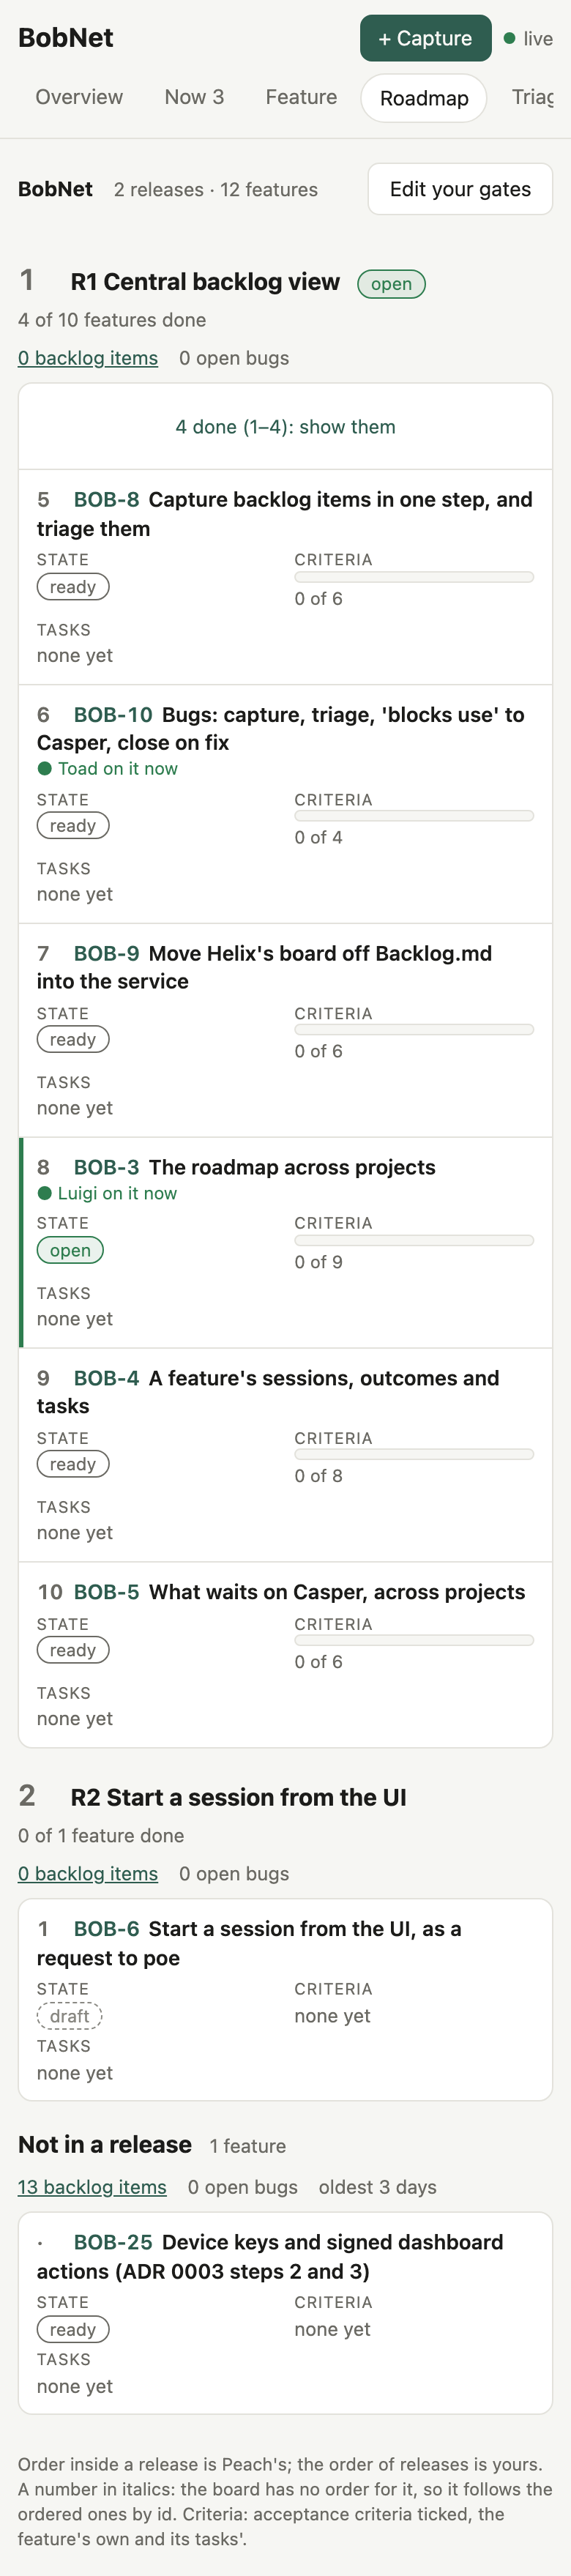 BobNet
+ Capture
live
Overview
Now 3
Feature
Roadmap
Triag
BobNet
2 releases · 12 features
Edit your gates
1 R1 Central backlog view open
4 of 10 features done
0 backlog items 0 open bugs
4 done (1–4): show them
5 BOB-8 Capture backlog items in one step, and
triage them
STATE
ready
CRITERIA
0 of 6
TASKS
none yet
6 BOB-10 Bugs: capture, triage, 'blocks use' to
Casper, close on fix
Toad on it now
STATE
ready
CRITERIA
0 of 4
TASKS
none yet
7 BOB-9 Move Helix's board off Backlog.md
into the service
STATE
ready
CRITERIA
0 of 6
TASKS
none yet
8 BOB-3 The roadmap across projects
Luigi on it now
STATE
open
CRITERIA
0 of 9
TASKS
none yet
9 BOB-4 A feature's sessions, outcomes and
tasks
STATE
ready
CRITERIA
0 of 8
TASKS
none yet
10 BOB-5 What waits on Casper, across projects
STATE
ready
CRITERIA
0 of 6
TASKS
none yet
2 R2 Start a session from the UI
0 of 1 feature done
0 backlog items 0 open bugs
1 BOB-6 Start a session from the UI, as a
request to poe
STATE
draft
CRITERIA
none yet
TASKS
none yet
Not in a release 1 feature
13 backlog items 0 open bugs oldest 3 days
· BOB-25 Device keys and signed dashboard
actions (ADR 0003 steps 2 and 3)
STATE
ready
CRITERIA
none yet
TASKS
none yet
Order inside a release is Peach's; the order of releases is yours.
A number in italics: the board has no order for it, so it follows the
ordered ones by id. Criteria: acceptance criteria ticked, the
feature's own and its tasks'.